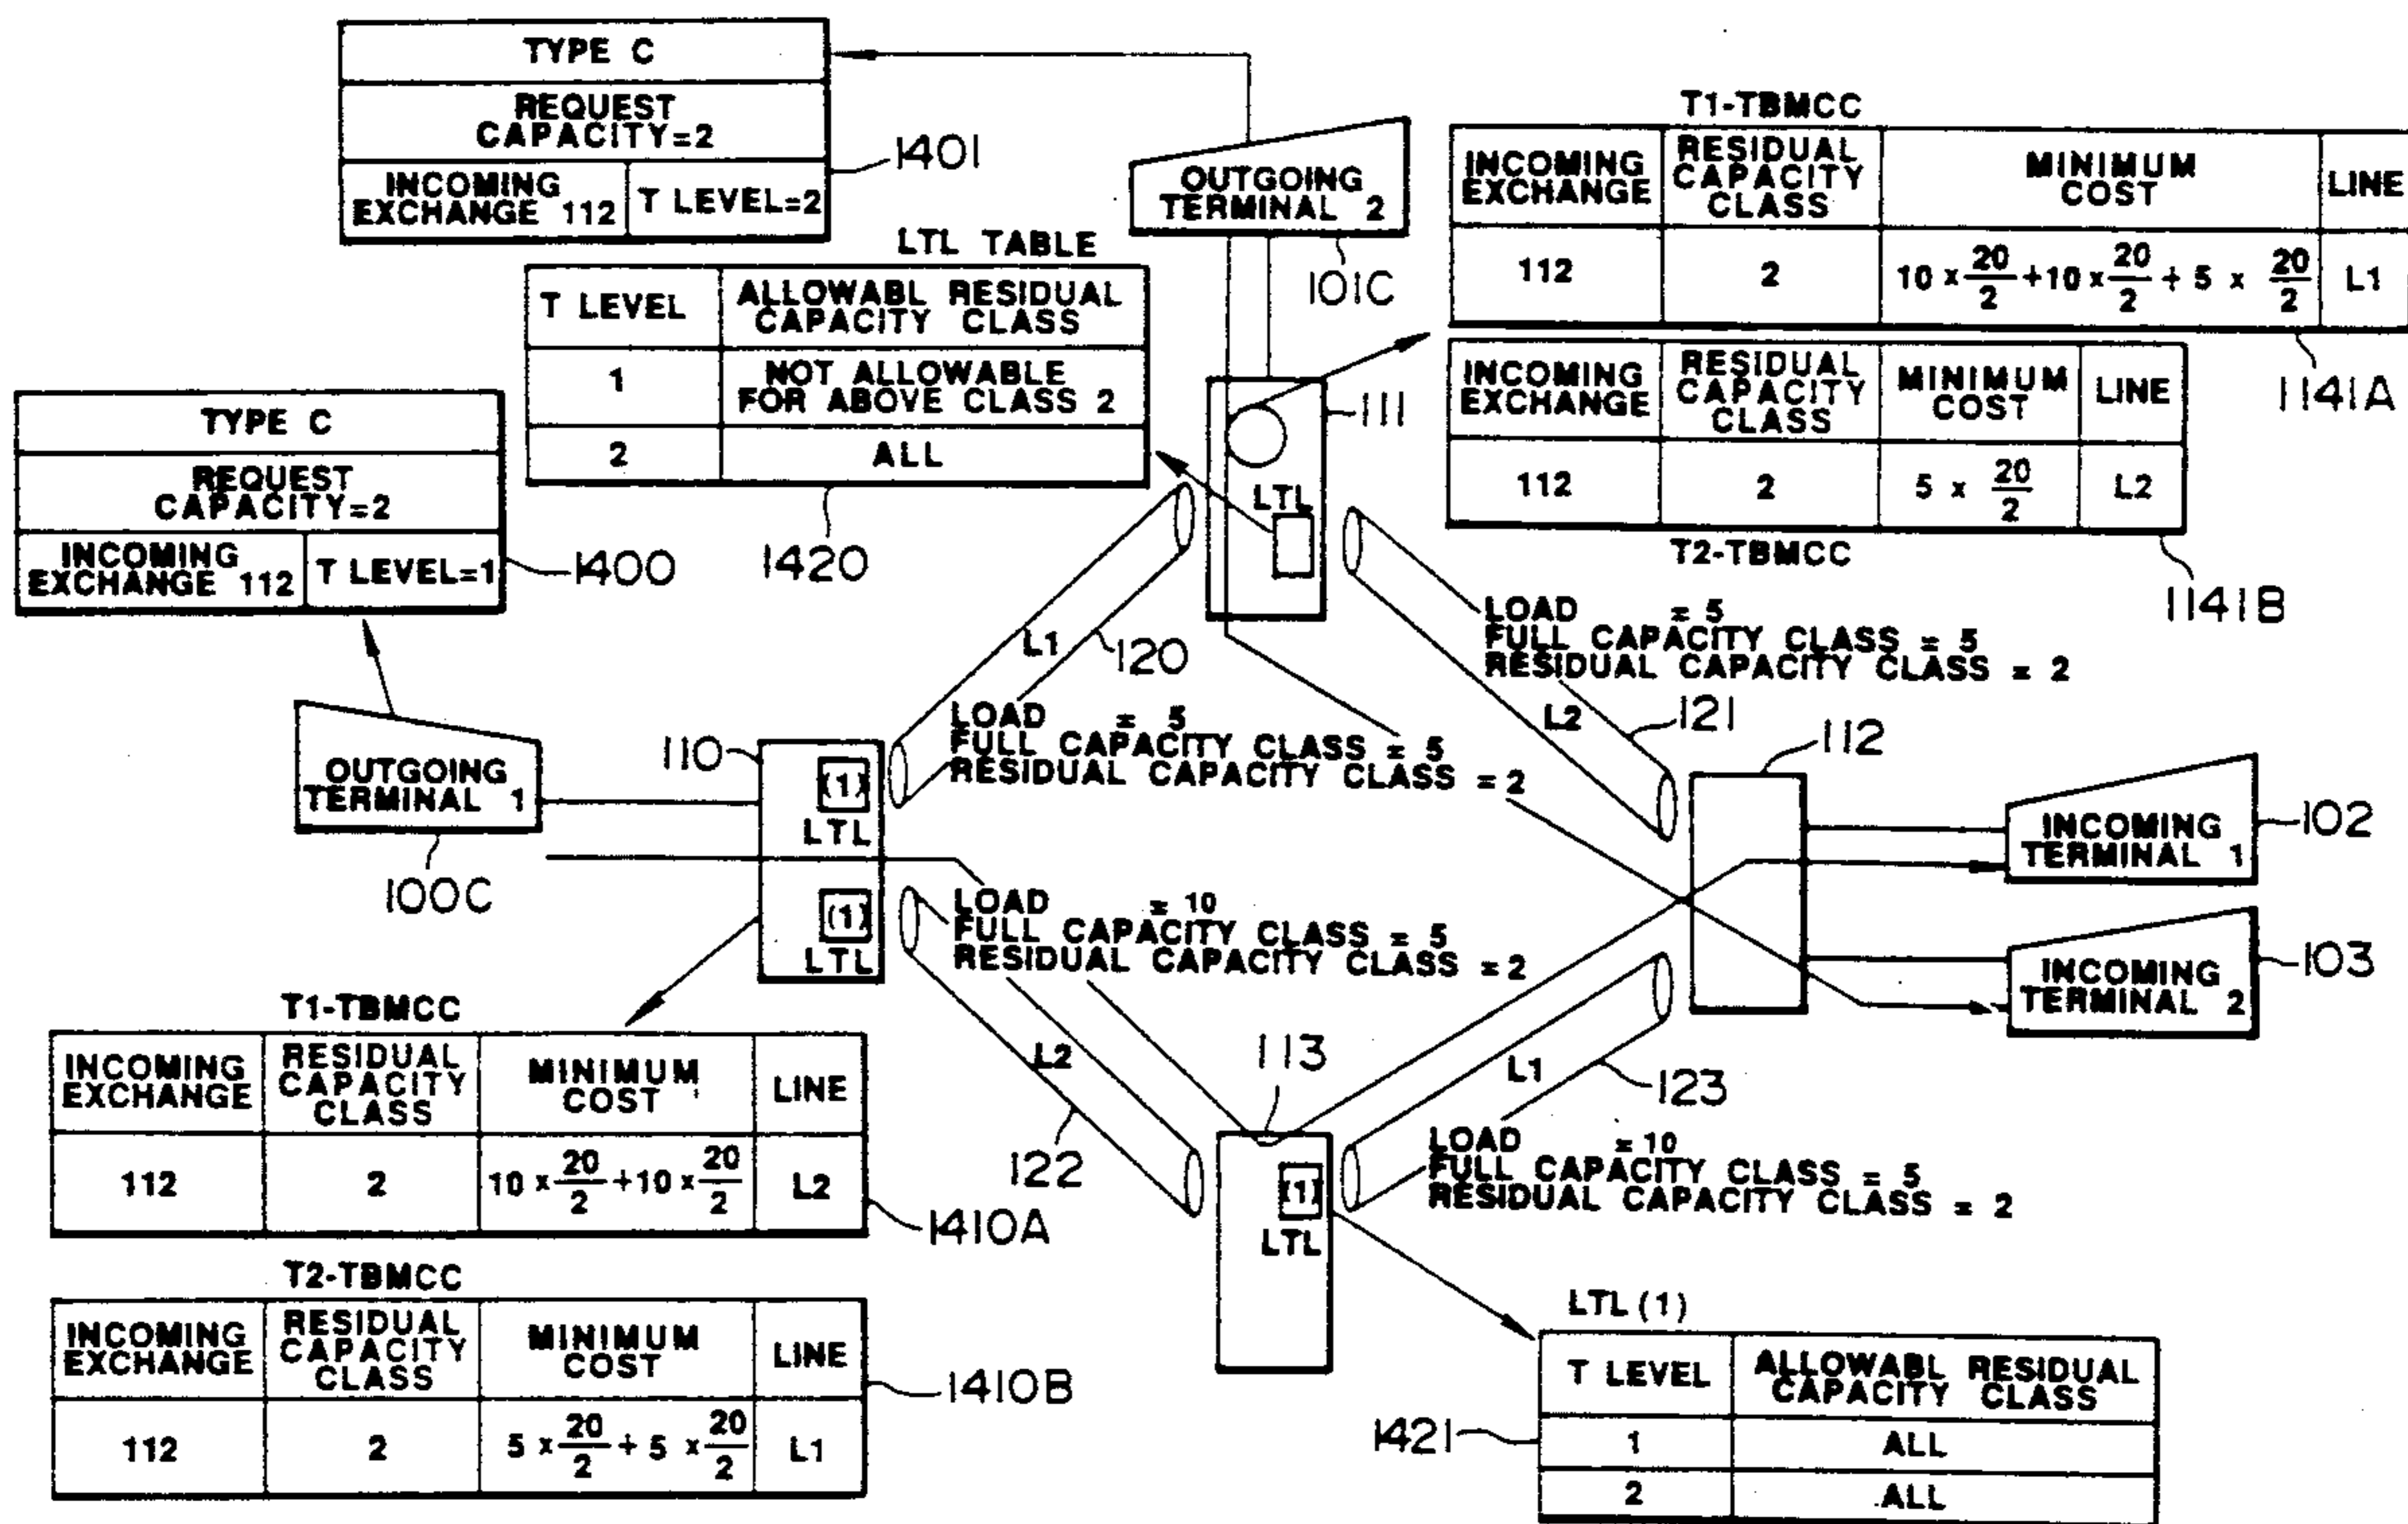 TYPE C
REQUEST
CAPACITY=2
INCOMING
EXCHANGE 112
T LEVEL=2
1401
OUTGOING
TERMINAL 2
101C
T1-TBMCC
INCOMING
EXCHANGE
RESIDUAL
CAPACITY
CLASS
MINIMUM
COST
LINE
112
2
10 x 20/2 + 10 x 20/2 + 5 x 20/2
L1
1141A
LTL TABLE
T LEVEL
ALLOWABL RESIDUAL
CAPACITY CLASS
1
NOT ALLOWABLE
FOR ABOVE CLASS 2
2
ALL
1420
111
LTL
INCOMING
EXCHANGE
RESIDUAL
CAPACITY
CLASS
MINIMUM
COST
LINE
112
2
5 x 20/2
L2
T2-TBMCC
1141B
TYPE C
REQUEST
CAPACITY=2
INCOMING
EXCHANGE 112
T LEVEL=1
1400
L1
120
LOAD = 5
FULL CAPACITY CLASS = 5
RESIDUAL CAPACITY CLASS = 2
L2
121
LOAD = 5
FULL CAPACITY CLASS = 5
RESIDUAL CAPACITY CLASS = 2
OUTGOING
TERMINAL 1
100C
110
(1)
LTL
(1)
LTL
112
INCOMING
TERMINAL 1
102
INCOMING
TERMINAL 2
103
LOAD = 10
FULL CAPACITY CLASS = 5
RESIDUAL CAPACITY CLASS = 2
L2
122
113
(1)
LTL
L1
123
LOAD = 10
FULL CAPACITY CLASS = 5
RESIDUAL CAPACITY CLASS = 2
T1-TBMCC
INCOMING
EXCHANGE
RESIDUAL
CAPACITY
CLASS
MINIMUM
COST
LINE
112
2
10 x 20/2 + 10 x 20/2
L2
1410A
T2-TBMCC
INCOMING
EXCHANGE
RESIDUAL
CAPACITY
CLASS
MINIMUM
COST
LINE
112
2
5 x 20/2 + 5 x 20/2
L1
1410B
LTL (1)
T LEVEL
ALLOWABL RESIDUAL
CAPACITY CLASS
1
ALL
2
ALL
1421